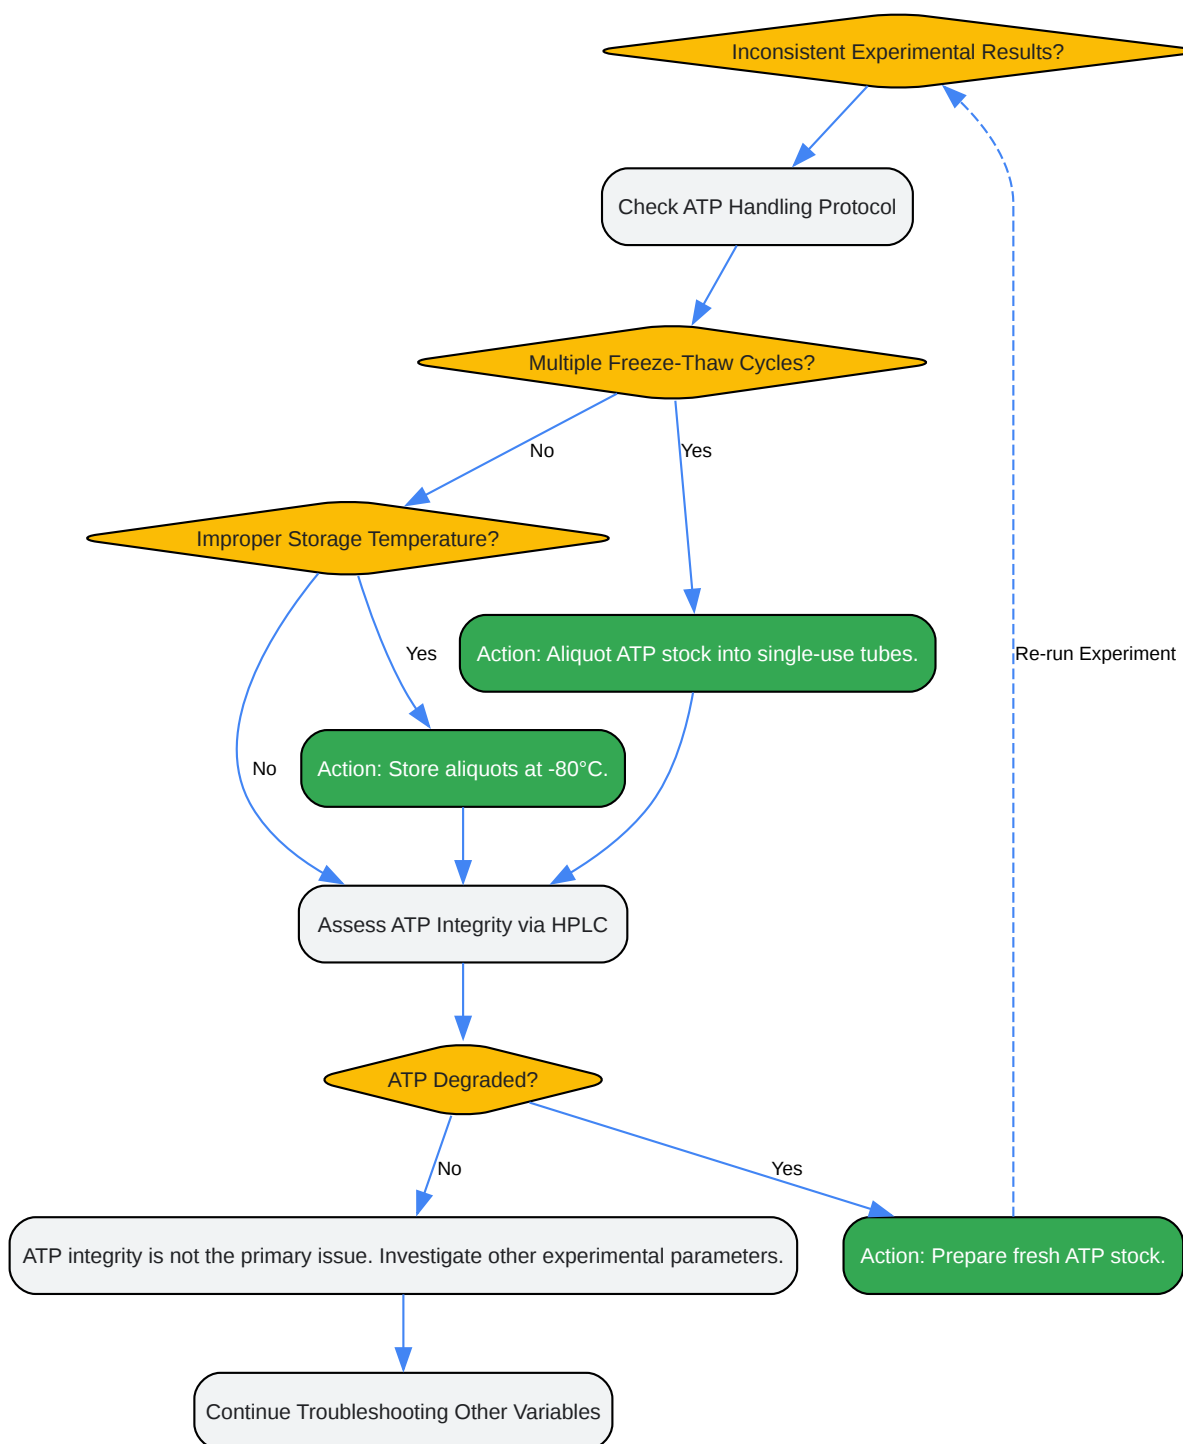 Inconsistent Experimental Results?
Check ATP Handling Protocol
Multiple Freeze-Thaw Cycles?
No
Yes
Improper Storage Temperature?
Yes
Action: Aliquot ATP stock into single-use tubes.
Re-run Experiment
No
Action: Store aliquots at -80°C.
Assess ATP Integrity via HPLC
ATP Degraded?
No
Yes
ATP integrity is not the primary issue. Investigate other experimental parameters.
Action: Prepare fresh ATP stock.
Continue Troubleshooting Other Variables